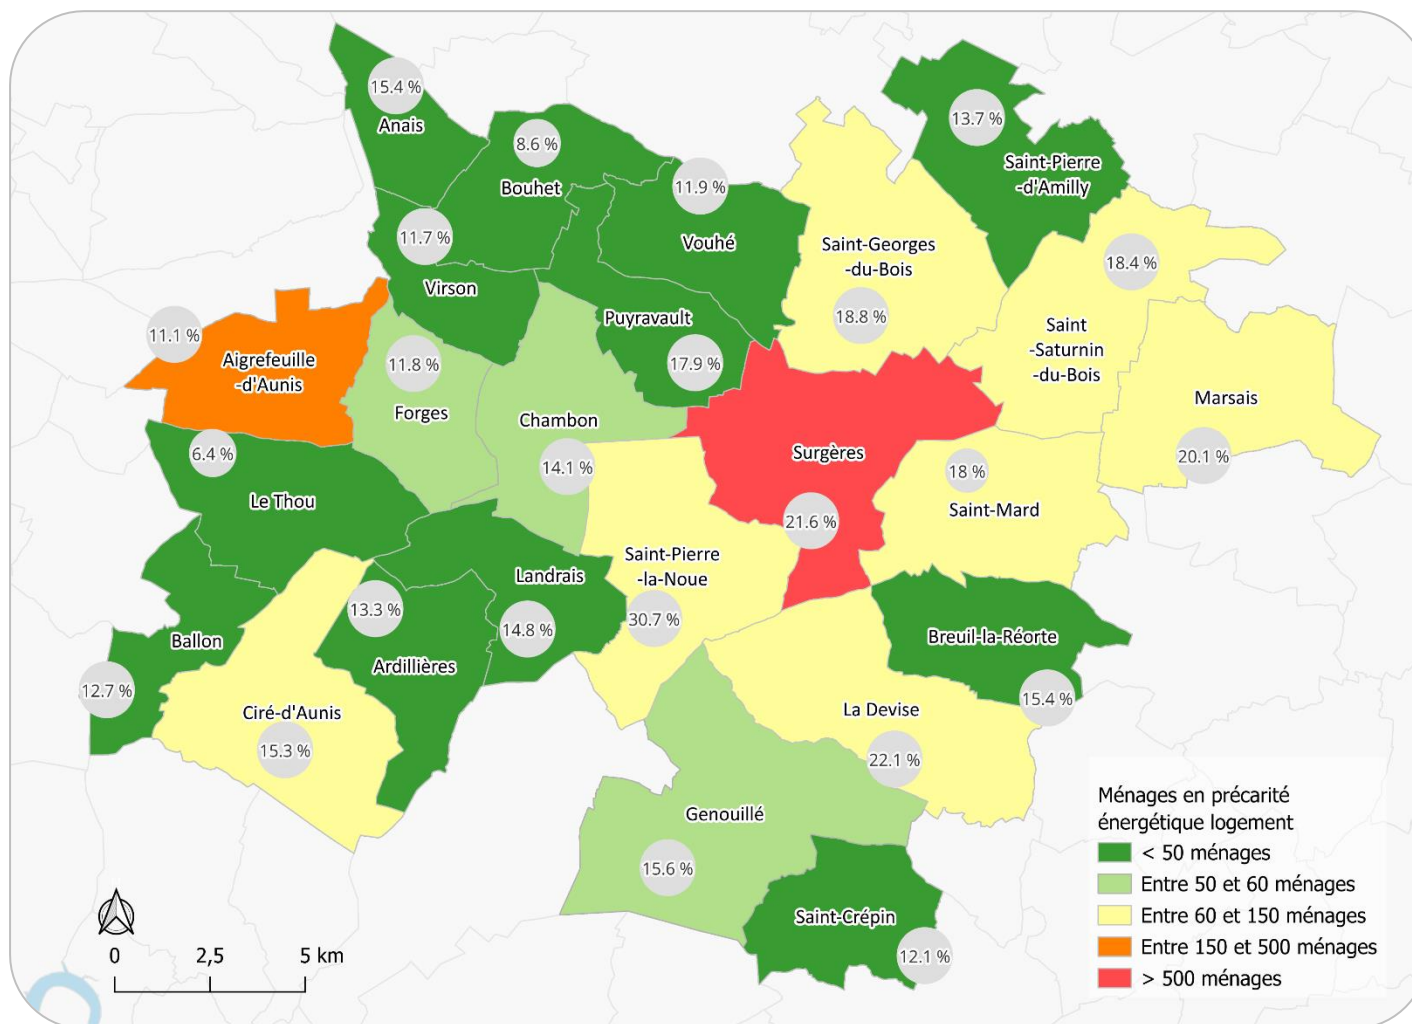 15.4 %
Anais
8.6 %
Bouhet
11.9 %
Vouhé
11.7 %
Virson
13.7 %
Saint-Pierre
-d'Amilly
Saint-Georges
-du-Bois
18.8 %
18.4 %
Saint
-Saturnin
-du-Bois
Puyravault
17.9 %
11.1 %
Aigrefeuille
-d'Aunis
11.8 %
Forges
Chambon
14.1 %
Marsais
20.1 %
Surgères
21.6 %
18 %
Saint-Mard
6.4 %
Le Thou
Saint-Pierre
-la-Noue
30.7 %
Landrais
14.8 %
13.3 %
Ardillières
Ballon
12.7 %
Ciré-d'Aunis
15.3 %
Breuil-la-Réorte
15.4 %
La Devise
22.1 %
Genouillé
15.6 %
Saint-Crépin
12.1 %
Ménages en précarité
énergétique logement
< 50 ménages
Entre 50 et 60 ménages
Entre 60 et 150 ménages
Entre 150 et 500 ménages
> 500 ménages
0 2,5 5 km